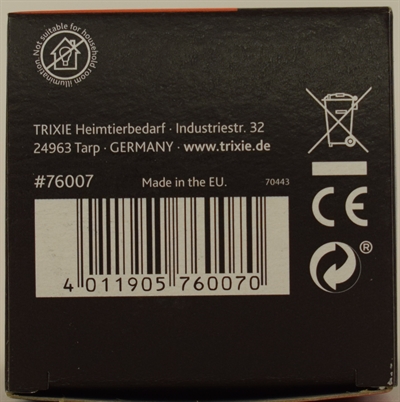 Not suitable for household
room illumination
TRIXIE Heimtierbedarf · Industriestr. 32
24963 Tarp · GERMANY · www.trixie.de
#76007 Made in the EU. 70443
4 011905 760070
CE
®